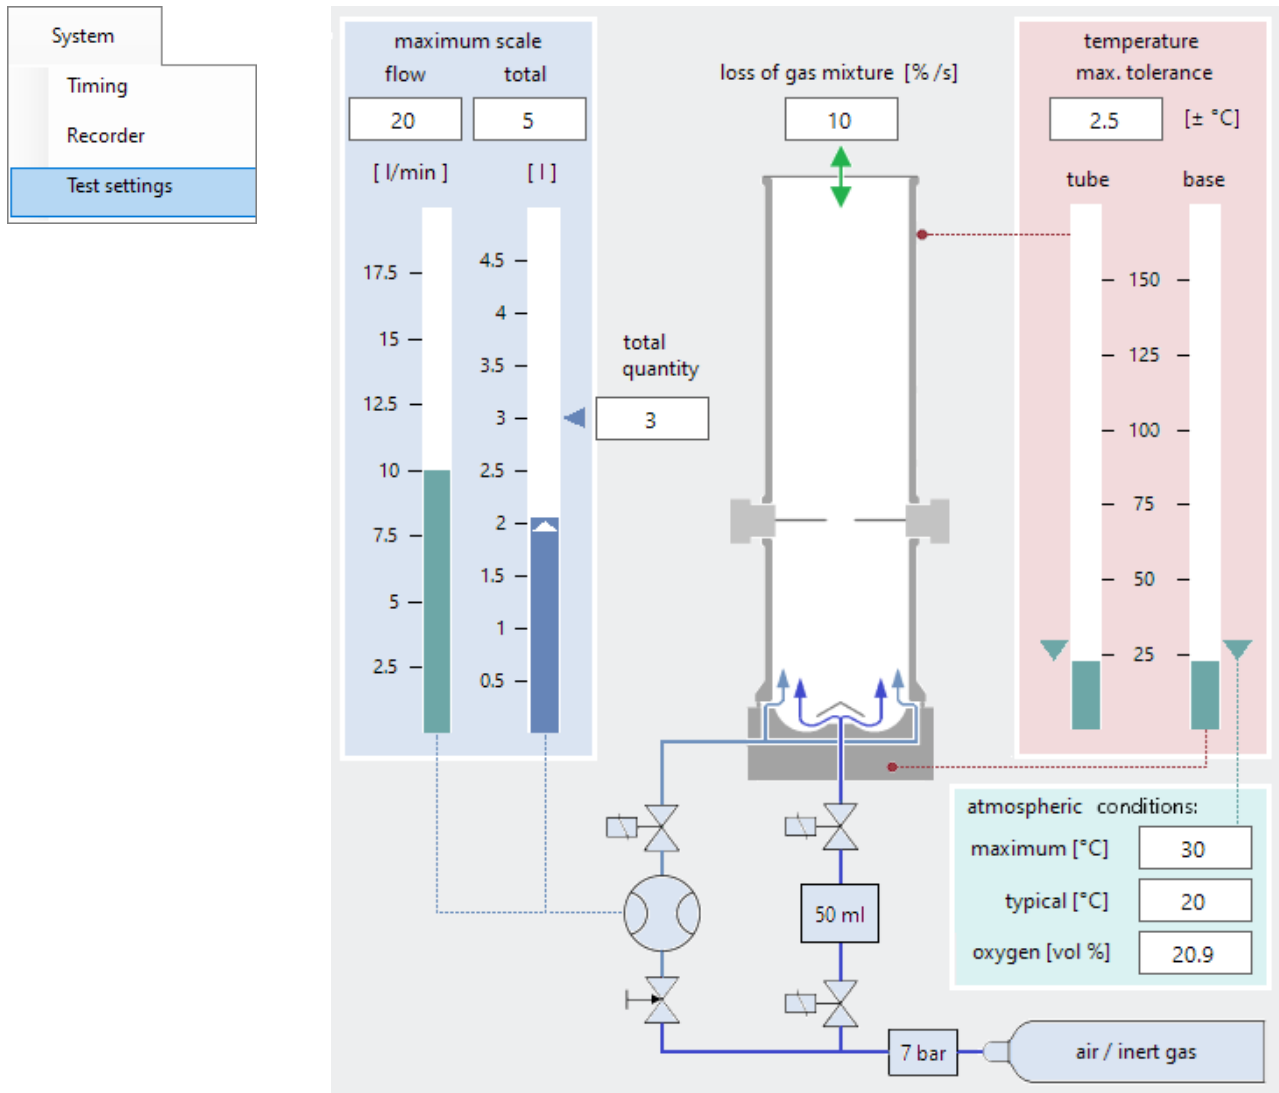 System
Timing
Recorder
Test settings
maximum scale
flow total
20 5
[ l/min ] [ l ]
17.5
15
12.5
10
7.5
5
2.5
4.5
4
3.5
3
2.5
2
1.5
1
0.5
total
quantity
3
loss of gas mixture [% /s]
10
temperature
max. tolerance
2.5 [± °C]
tube base
150
125
100
75
50
25
atmospheric conditions:
maximum [°C] 30
typical [°C] 20
oxygen [vol %] 20.9
50 ml
7 bar
air / inert gas